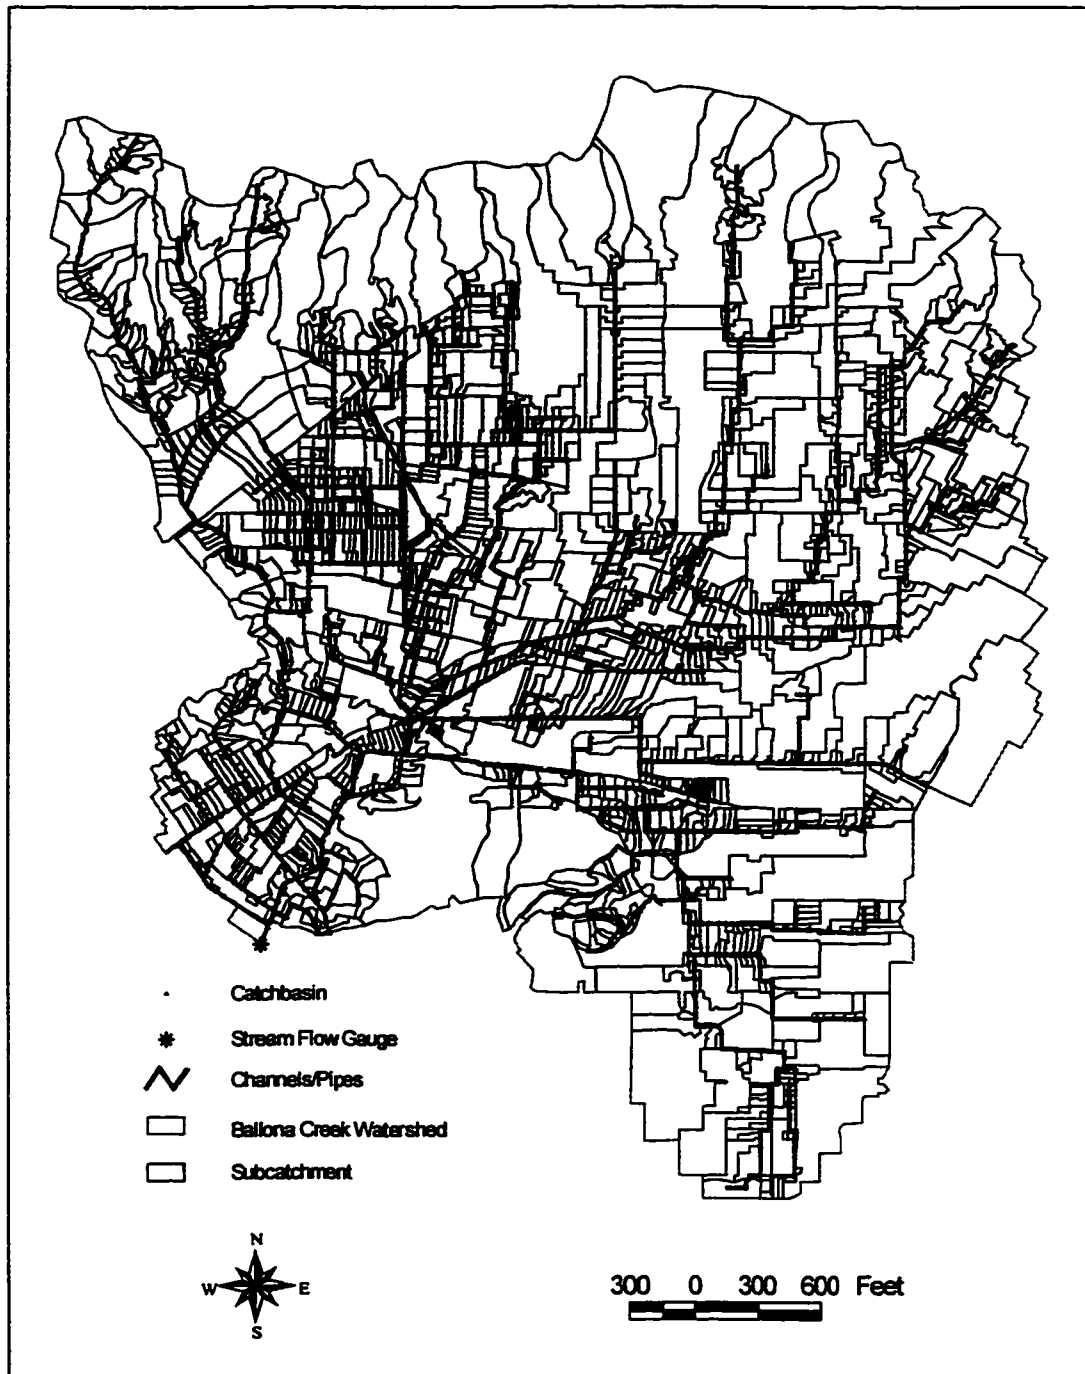 Catchbasin
Stream Flow Gauge
Channels/Pipes
Ballona Creek Watershed
Subcatchment
N
W E
S
300 0 300 600 Feet